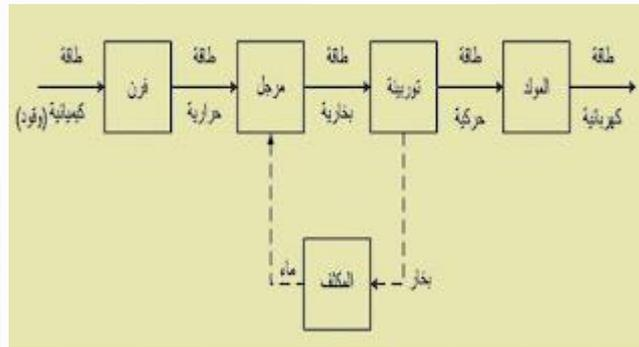 طاقة
كيميائية (وقود)
فرن
طاقة
حرارية
مرجل
طاقة
بخارية
توربينة
طاقة
حركية
المولد
طاقة
كهربائية
ماء
المكثف
بخار